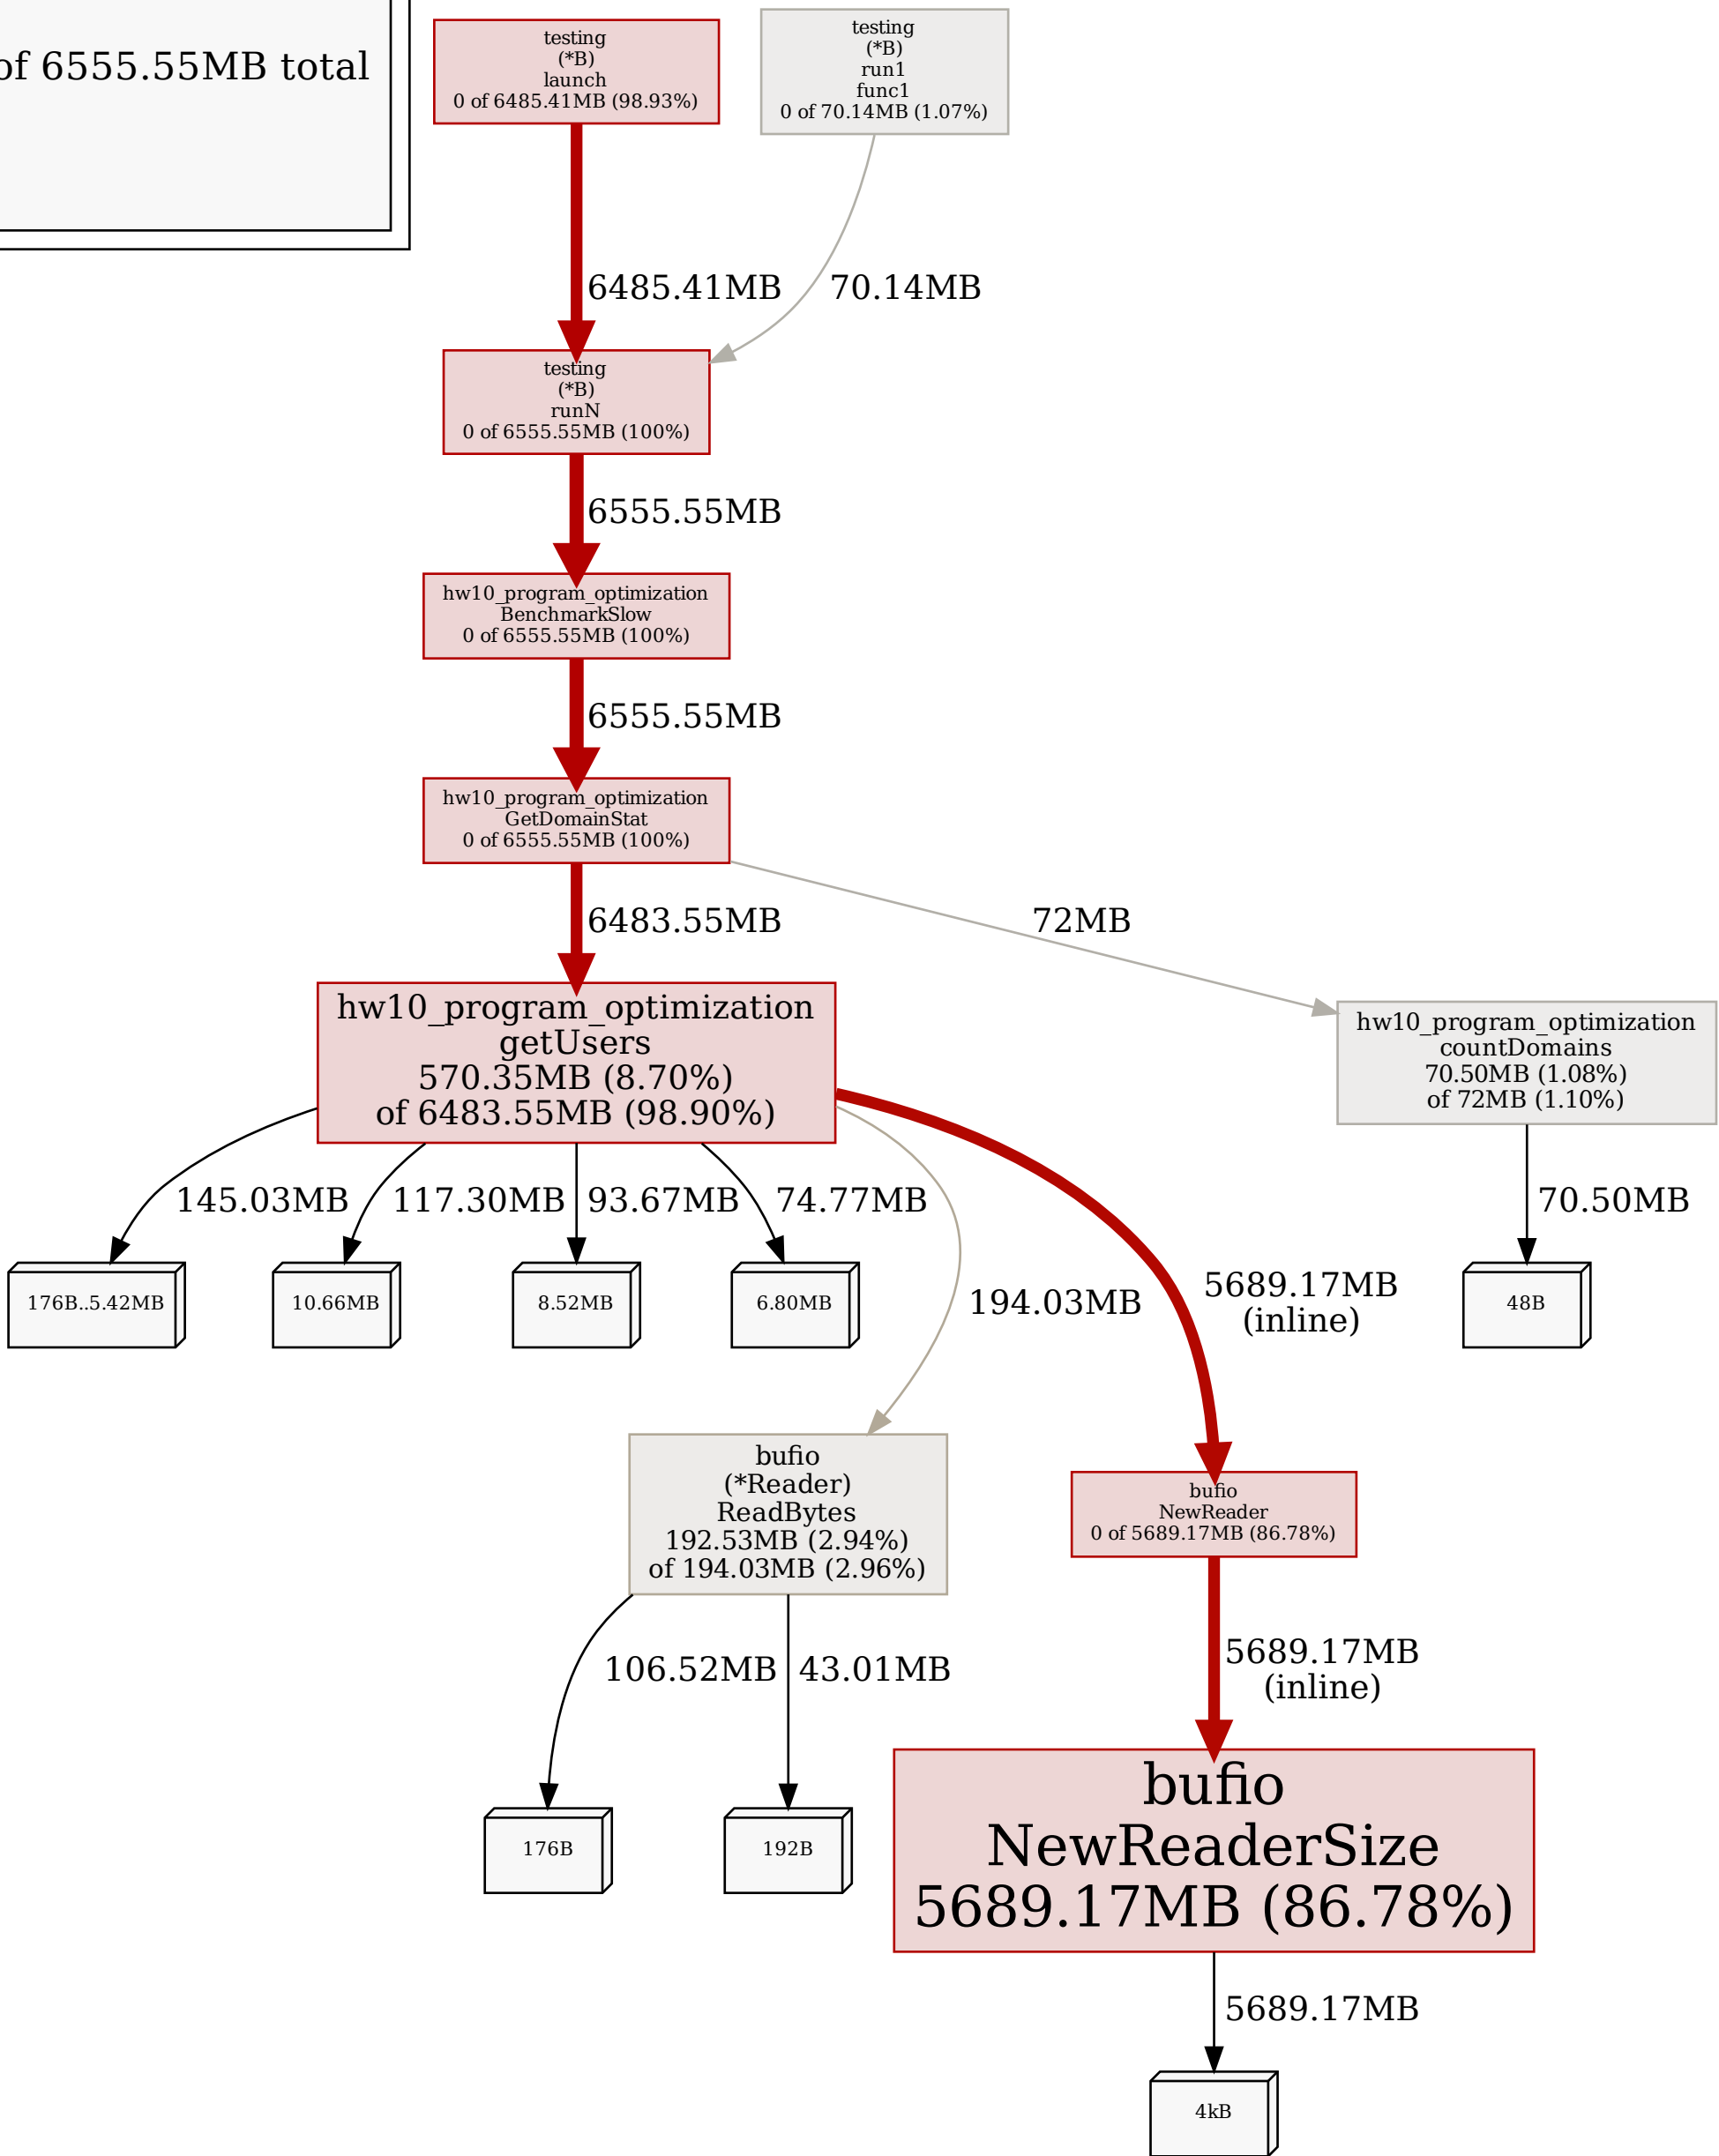 of 6555.55MB total
testing
(*B)
launch
0 of 6485.41MB (98.93%)
testing
(*B)
run1
func1
0 of 70.14MB (1.07%)
6485.41MB
70.14MB
testing
(*B)
runN
0 of 6555.55MB (100%)
6555.55MB
hw10_program_optimization
BenchmarkSlow
0 of 6555.55MB (100%)
6555.55MB
hw10_program_optimization
GetDomainStat
0 of 6555.55MB (100%)
6483.55MB
72MB
hw10_program_optimization
getUsers
570.35MB (8.70%)
of 6483.55MB (98.90%)
hw10_program_optimization
countDomains
70.50MB (1.08%)
of 72MB (1.10%)
145.03MB
117.30MB
93.67MB
74.77MB
70.50MB
176B..5.42MB
10.66MB
8.52MB
6.80MB
194.03MB
5689.17MB
(inline)
48B
bufio
(*Reader)
ReadBytes
192.53MB (2.94%)
of 194.03MB (2.96%)
bufio
NewReader
0 of 5689.17MB (86.78%)
106.52MB
43.01MB
5689.17MB
(inline)
176B
192B
bufio
NewReaderSize
5689.17MB (86.78%)
5689.17MB
4kB